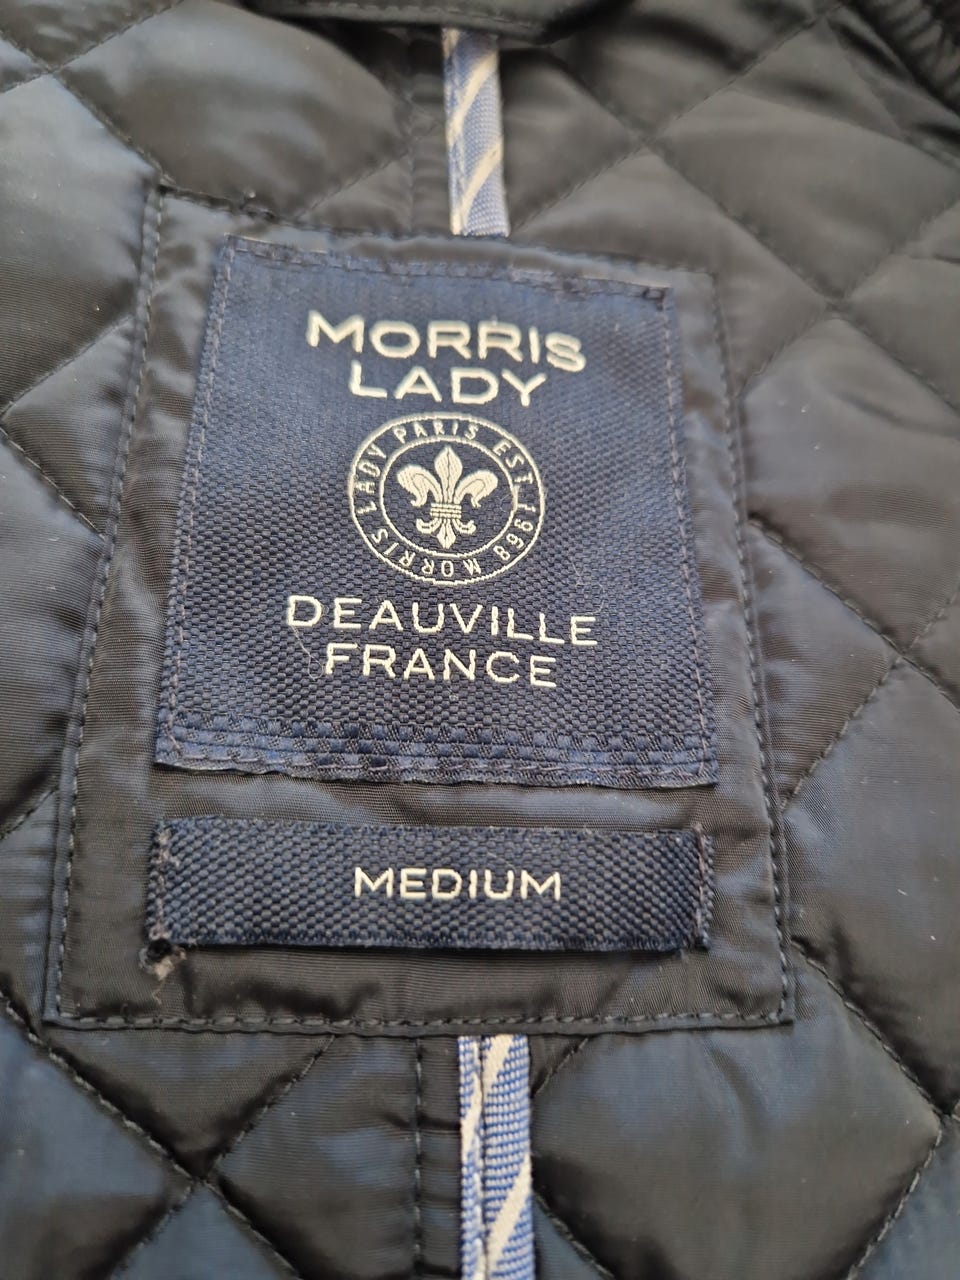 MORRIS
LADY
MORRIS LADY PARIS EST 1968
DEAUVILLE
FRANCE
MEDIUM